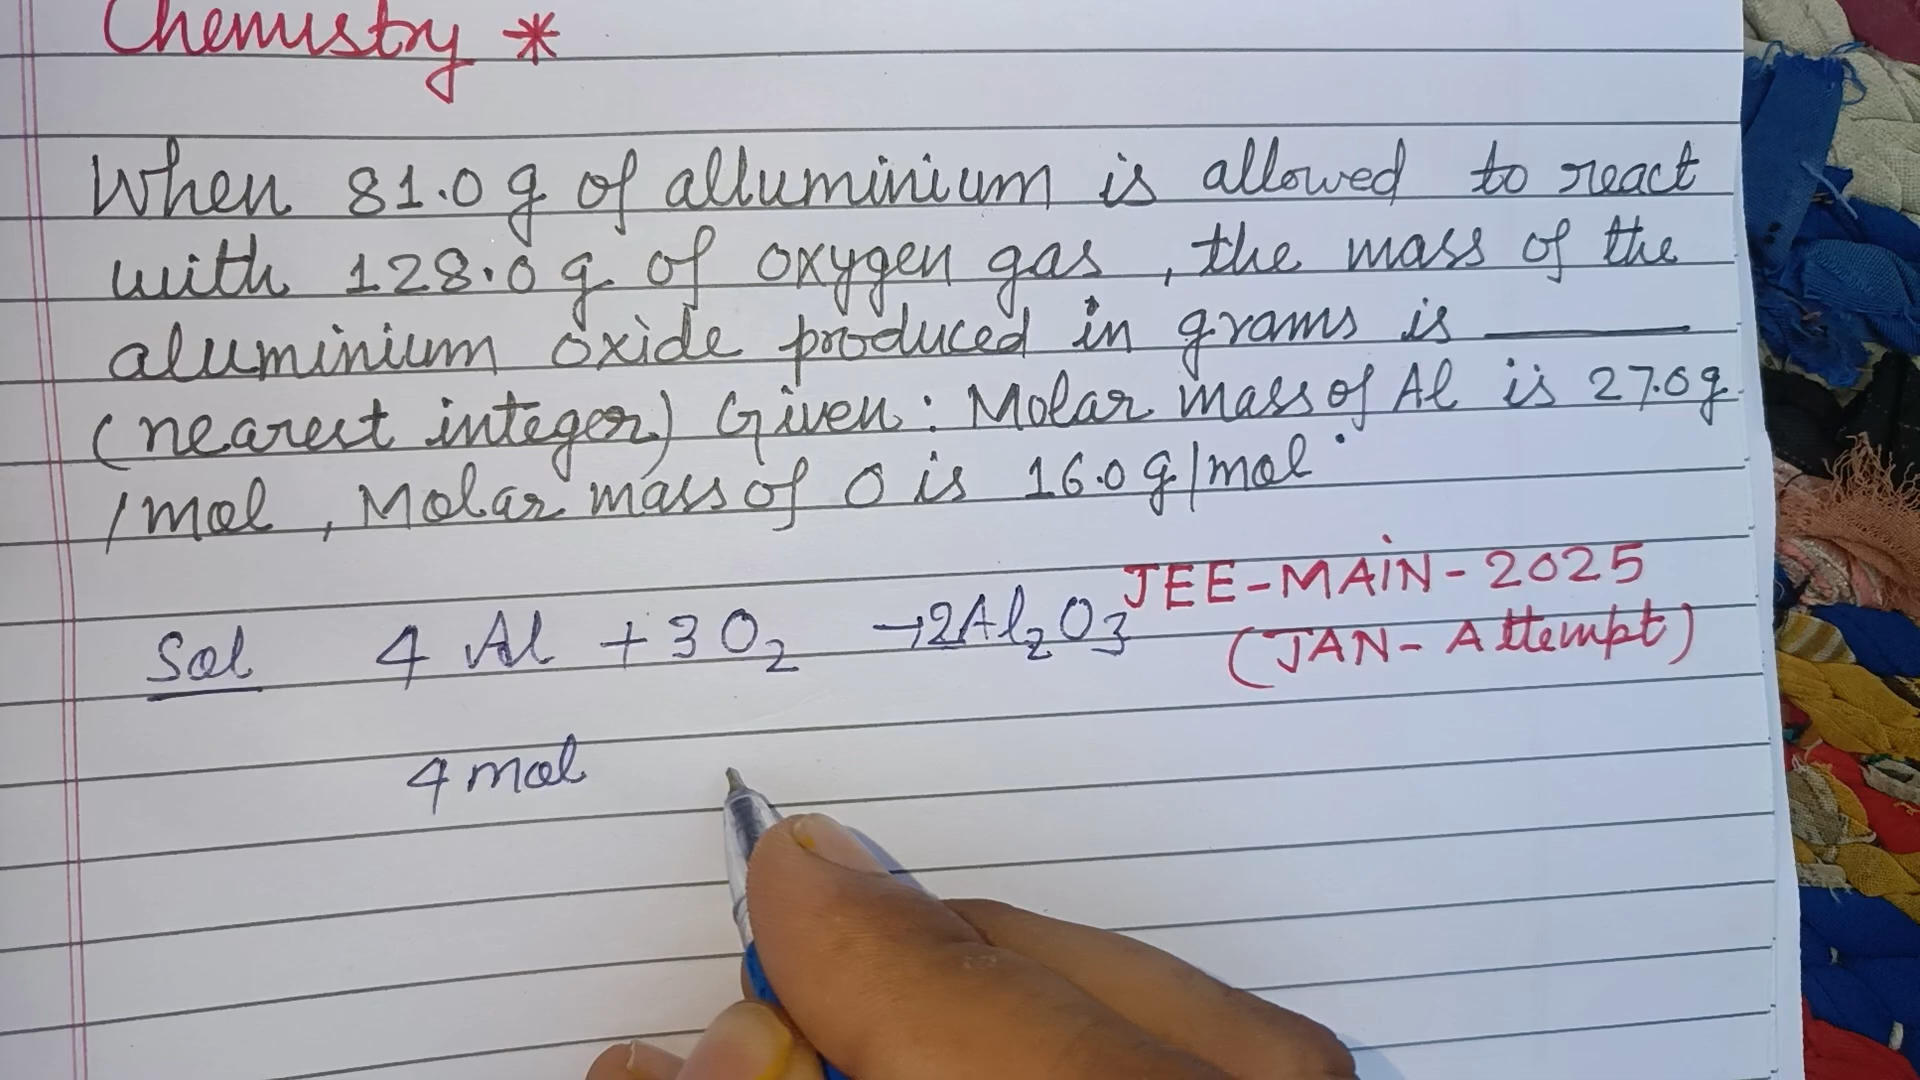 Chemistry *
When 81.0 g of alluminium is allowed to react
with 128.0 g of oxygen gas, the mass of the
aluminium oxide produced in grams is ______
(nearest integer) Given: Molar mass of Al is 27.0 g
/mol, Molar mass of O is 16.0 g/mol.
JEE-MAIN-2025
Sol 4 Al + 3 O₂ → 2Al₂O₃
(JAN-Attempt)
4 mol